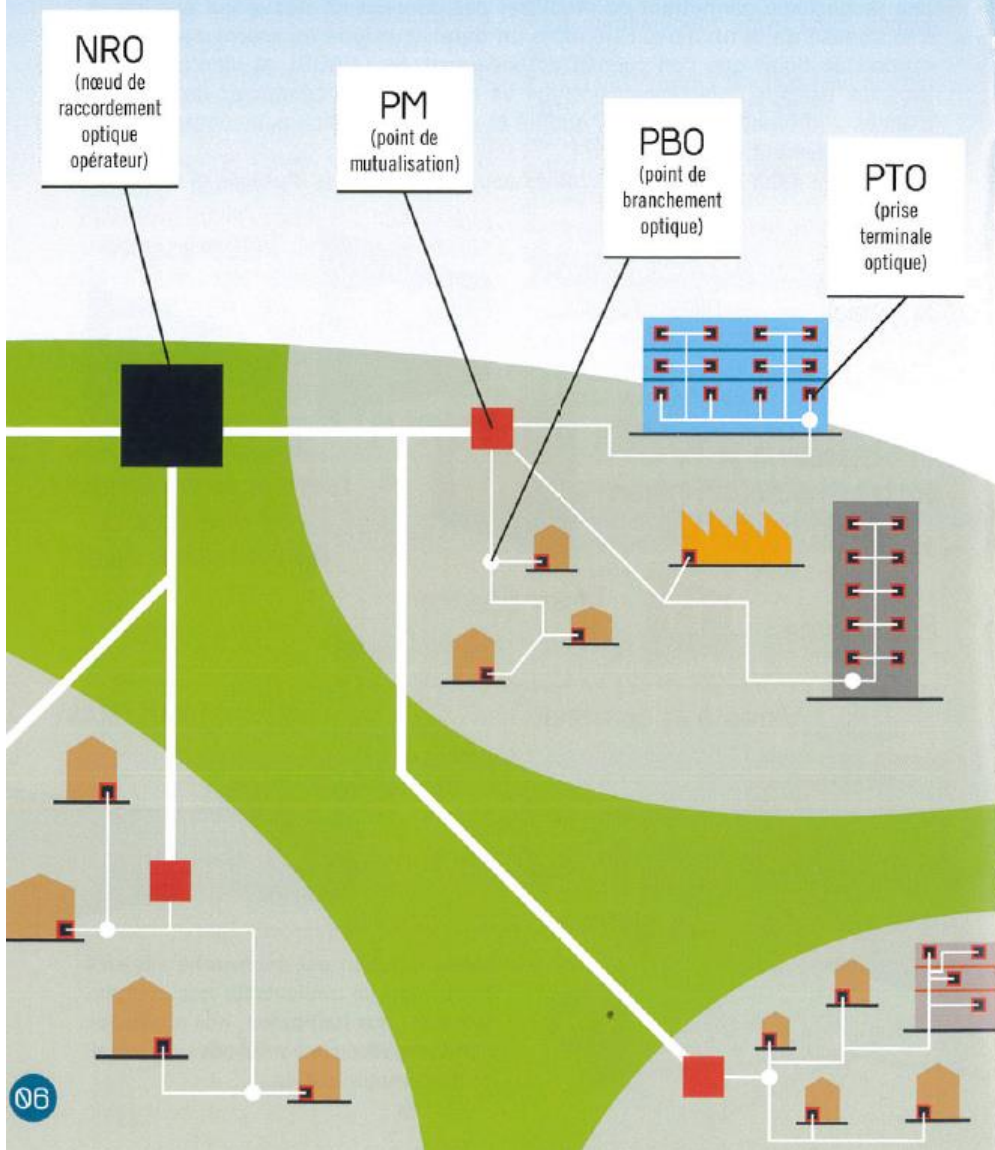 NRO
(nœud de
raccordement
optique
opérateur)
PM
(point de
mutualisation)
PBO
(point de
branchement
optique)
PTO
(prise
terminale
optique)
06